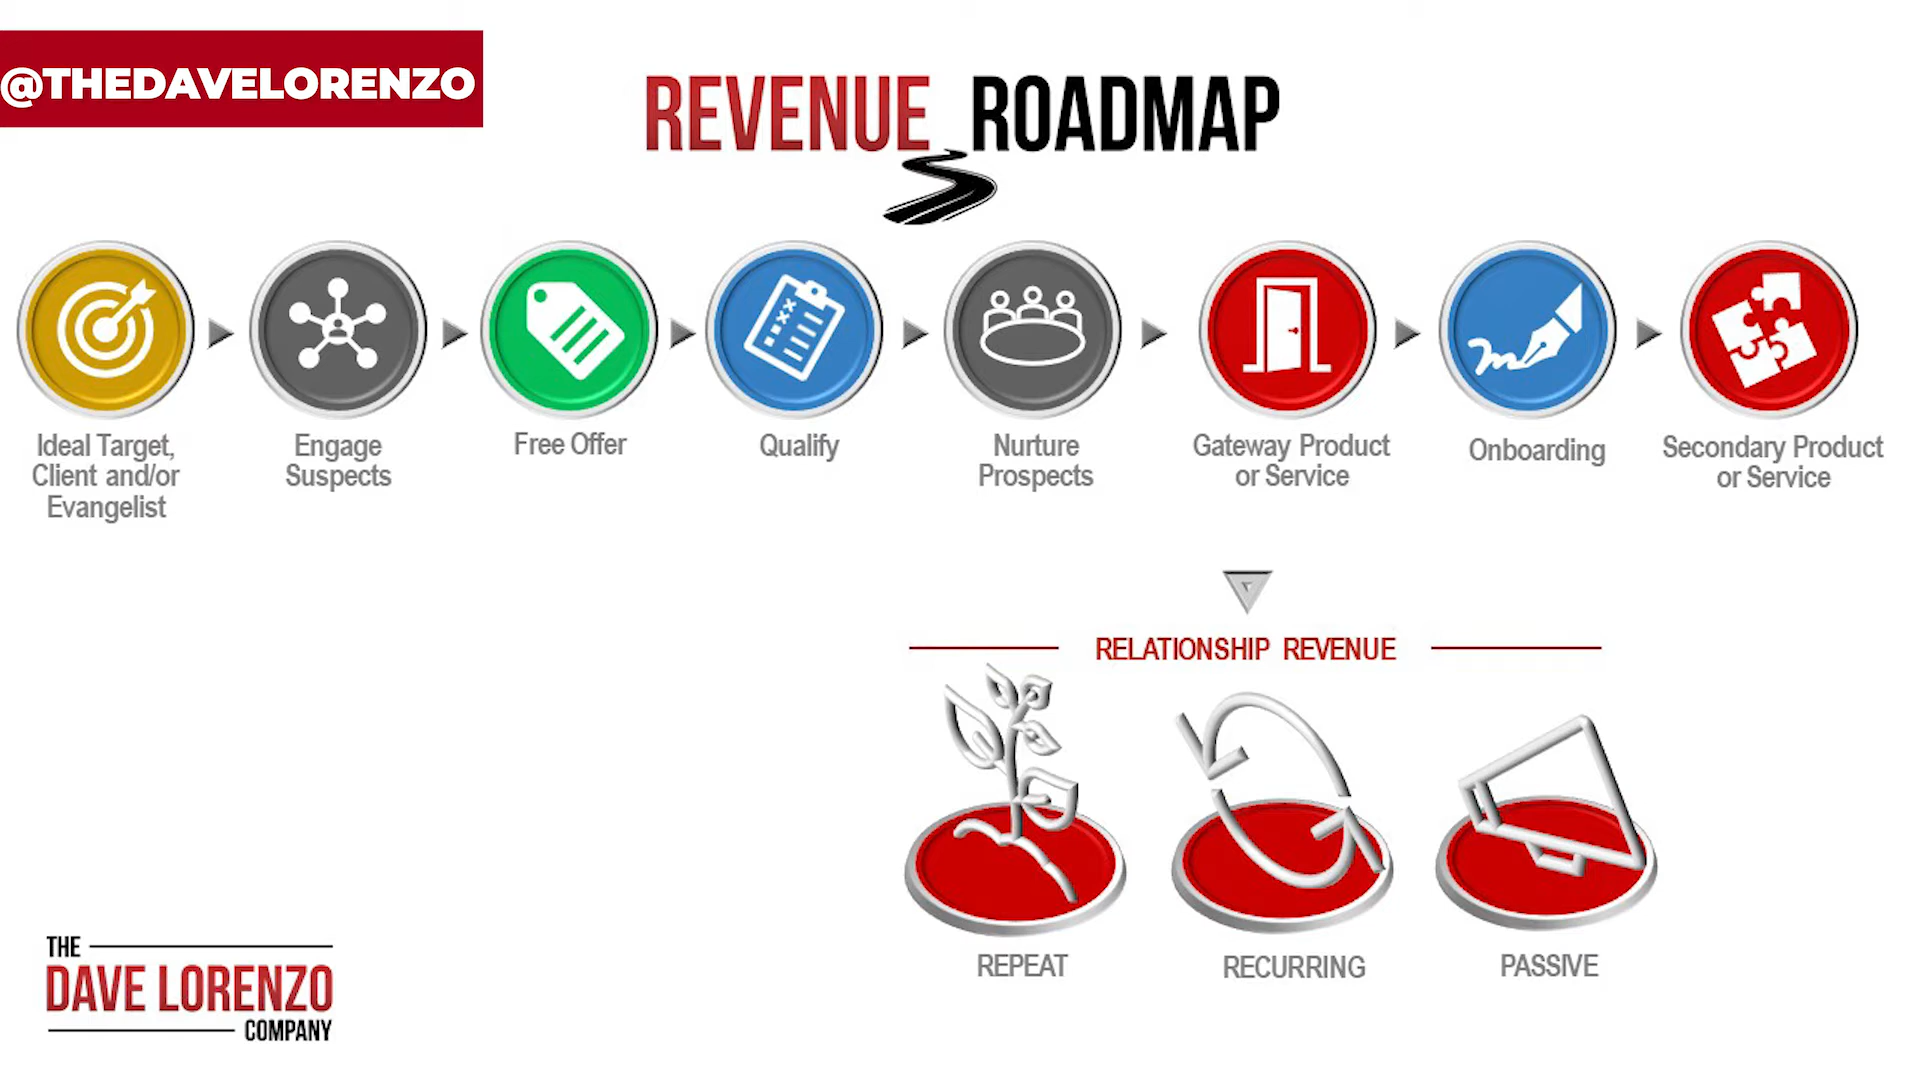 @THEDAVELORENZO
REVENUE ROADMAP
Ideal Target,
Client and/or
Evangelist
Engage
Suspects
Free Offer
Qualify
Nurture
Prospects
Gateway Product
or Service
Onboarding
Secondary Product
or Service
RELATIONSHIP REVENUE
REPEAT
RECURRING
PASSIVE
THE
DAVE LORENZO
COMPANY